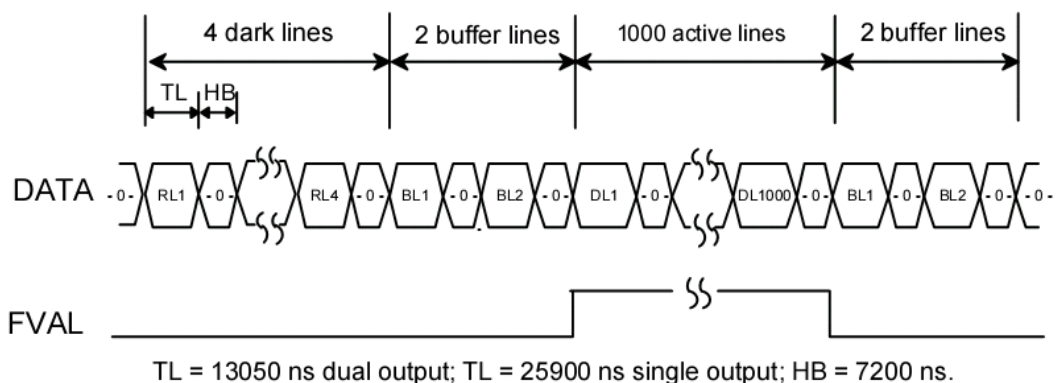 4 dark lines 2 buffer lines 1000 active lines 2 buffer lines
TL HB
DATA -0- RL1 -0- RL4 -0- BL1 -0- BL2 -0- DL1 -0- DL1000 -0- BL1 -0- BL2 -0- -0-
FVAL
TL = 13050 ns dual output; TL = 25900 ns single output; HB = 7200 ns.